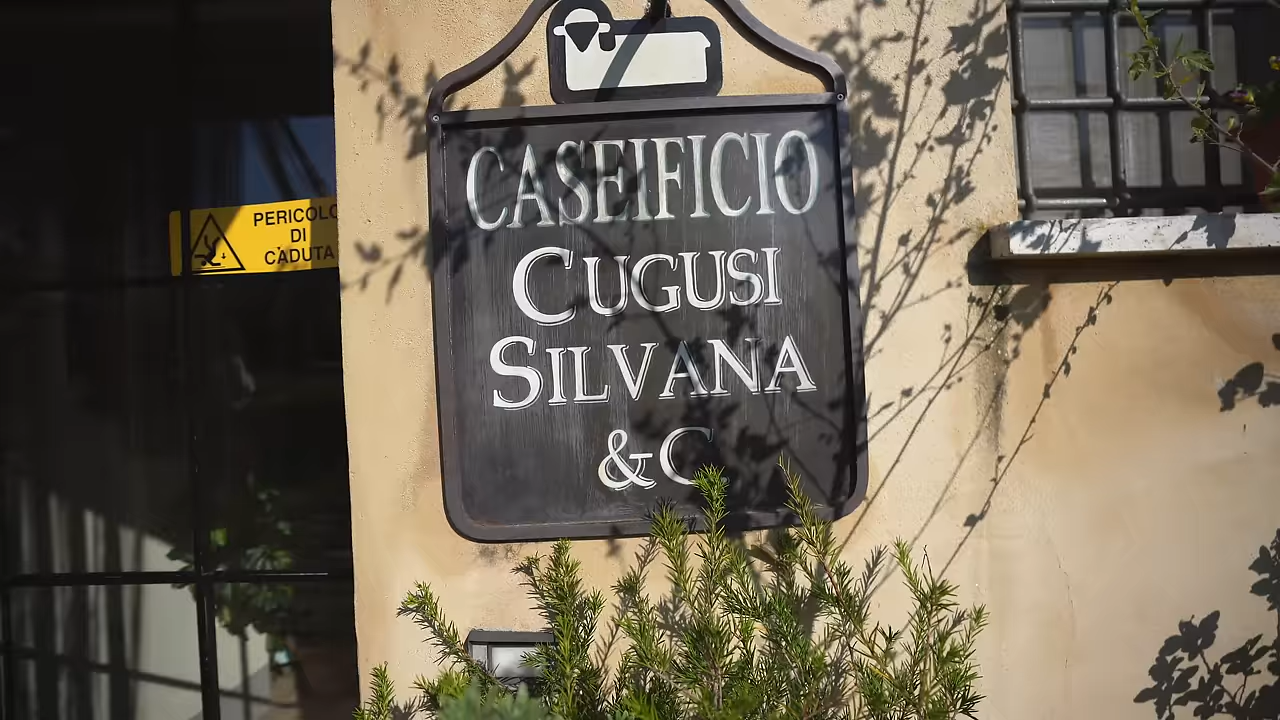 PERICOLO
DI
CADUTA
CASEIFICIO
CUGUSI
SILVANA
&C